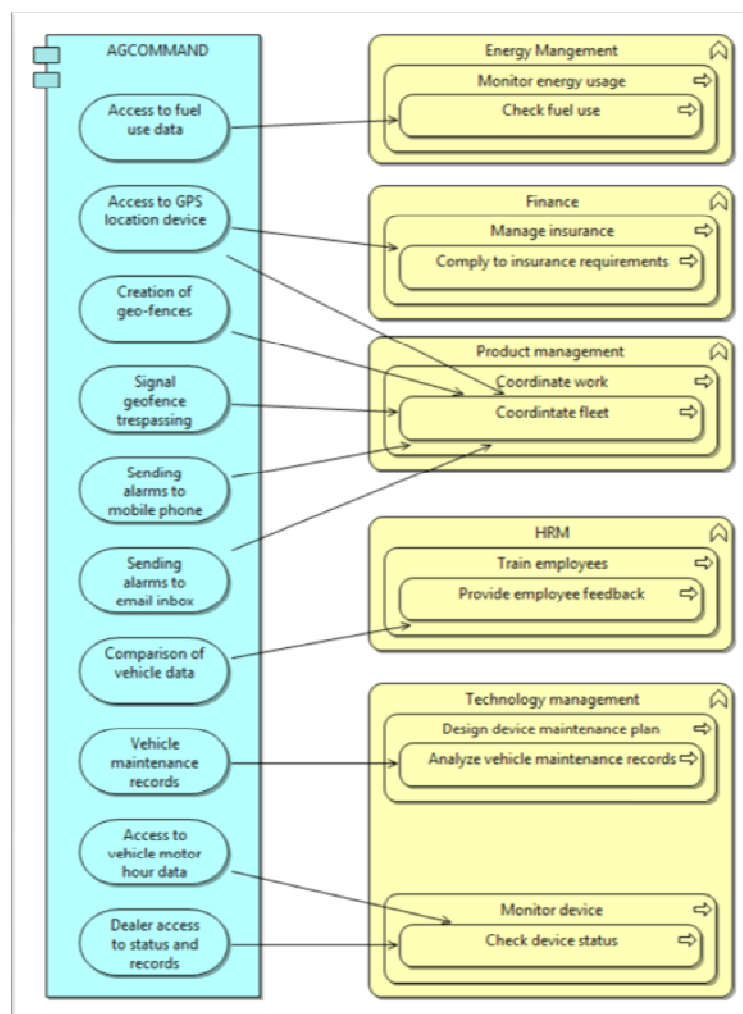 AGCOMMAND
Access to fuel
use data
Access to GPS
location device
Creation of
geo-fences
Signal
geofence
trespassing
Sending
alarms to
mobile phone
Sending
alarms to
email inbox
Comparison of
vehicle data
Vehicle
maintenance
records
Access to
vehicle motor
hour data
Dealer access
to status and
records
Energy Mangement
Monitor energy usage
Check fuel use
Finance
Manage insurance
Comply to insurance requirements
Product management
Coordinate work
Coordintate fleet
HRM
Train employees
Provide employee feedback
Technology management
Design device maintenance plan
Analyze vehicle maintenance records
Monitor device
Check device status